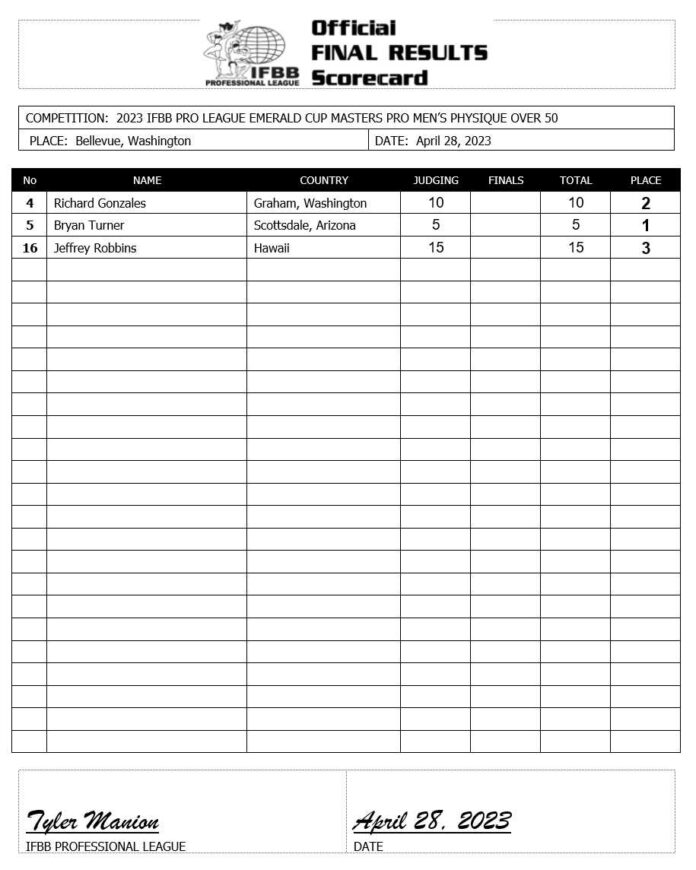 Official
FINAL RESULTS
Scorecard
IFBB
PROFESSIONAL LEAGUE
COMPETITION: 2023 IFBB PRO LEAGUE EMERALD CUP MASTERS PRO MEN'S PHYSIQUE OVER 50
PLACE: Bellevue, Washington DATE: April 28, 2023
No NAME COUNTRY JUDGING FINALS TOTAL PLACE
4 Richard Gonzales Graham, Washington 10 10 2
5 Bryan Turner Scottsdale, Arizona 5 5 1
16 Jeffrey Robbins Hawaii 15 15 3
Tyler Manion April 28, 2023
IFBB PROFESSIONAL LEAGUE DATE